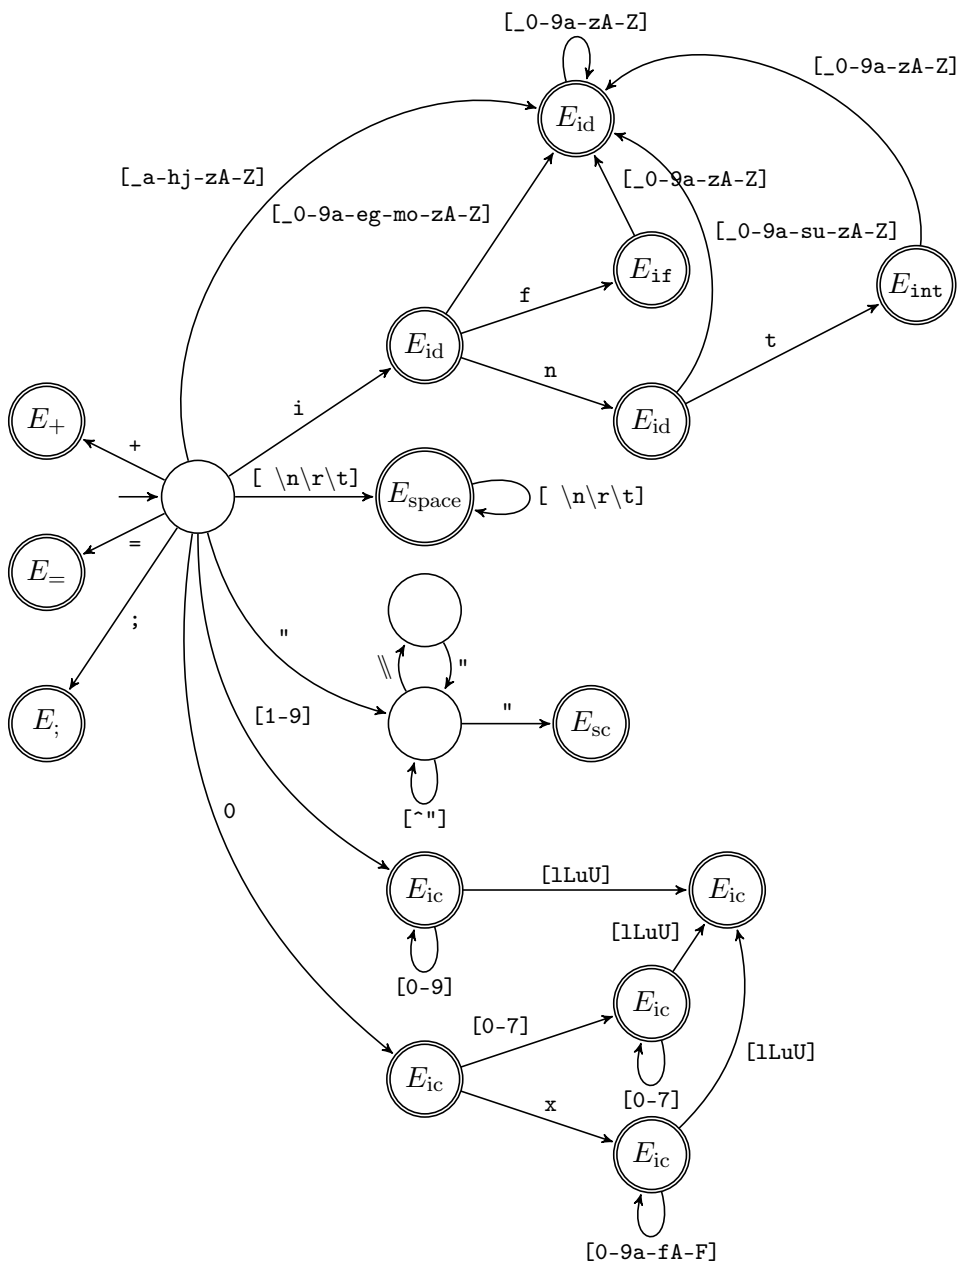 [_0-9a-zA-Z]
[_0-9a-zA-Z]
E_id
[_a-hj-zA-Z]
[_0-9a-zA-Z]
[_0-9a-eg-mo-zA-Z]
[_0-9a-su-zA-Z]
E_if
E_int
f
E_id
t
n
i
E_+
E_id
+
[ \n\r\t]
E_space
[ \n\r\t]
=
E_=
;
"
\\
"
E_;
[1-9]
"
E_sc
0
[^"]
[lLuU]
E_ic
E_ic
[lLuU]
[0-9]
E_ic
[0-7]
[lLuU]
E_ic
[0-7]
x
E_ic
[0-9a-fA-F]